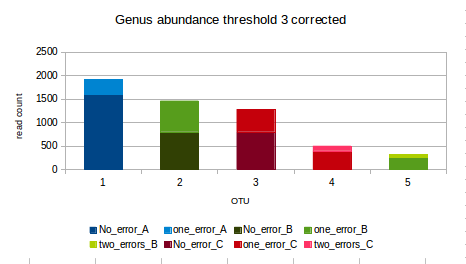 Genus abundance threshold 3 corrected
2500
2000
1500
1000
500
0
read count
1 2 3 4 5
OTU
No_error_A one_error_A No_error_B one_error_B
two_errors_B No_error_C one_error_C two_errors_C